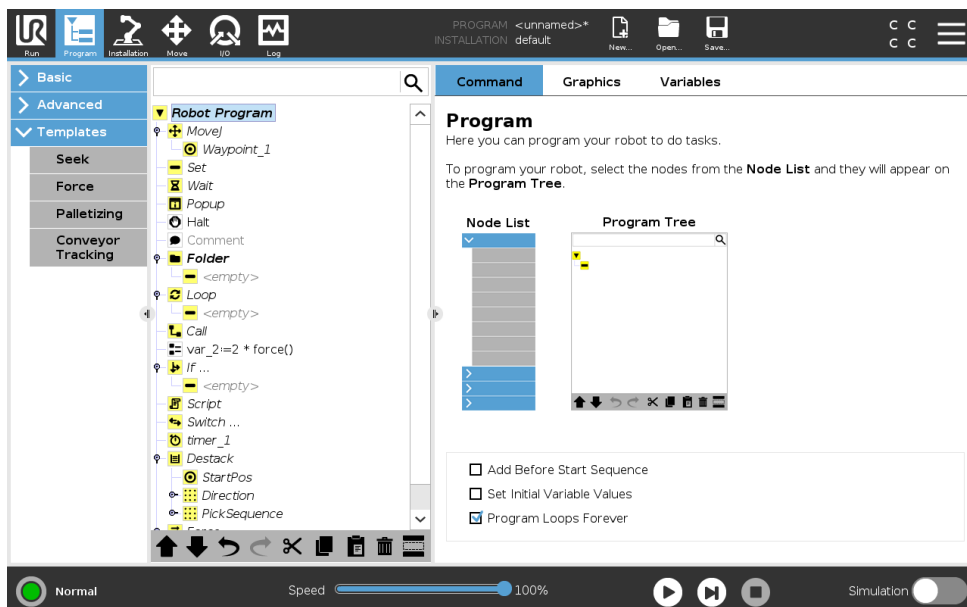 PROGRAM <unnamed>*
INSTALLATION default
Run
Program
Installation
Move
I/O
Log
New...
Open...
Save...
C C
C C
Basic
Advanced
Templates
Seek
Force
Palletizing
Conveyor
Tracking
Robot Program
MoveJ
Waypoint_1
Set
Wait
Popup
Halt
Comment
Folder
<empty>
Loop
<empty>
Call
var_2:=2 * force()
If ...
<empty>
Script
Switch ...
timer_1
Destack
StartPos
Direction
PickSequence
Command
Graphics
Variables
Program
Here you can program your robot to do tasks.
To program your robot, select the nodes from the Node List and they will appear on
the Program Tree.
Node List
Program Tree
Add Before Start Sequence
Set Initial Variable Values
Program Loops Forever
Normal
Speed
100%
Simulation